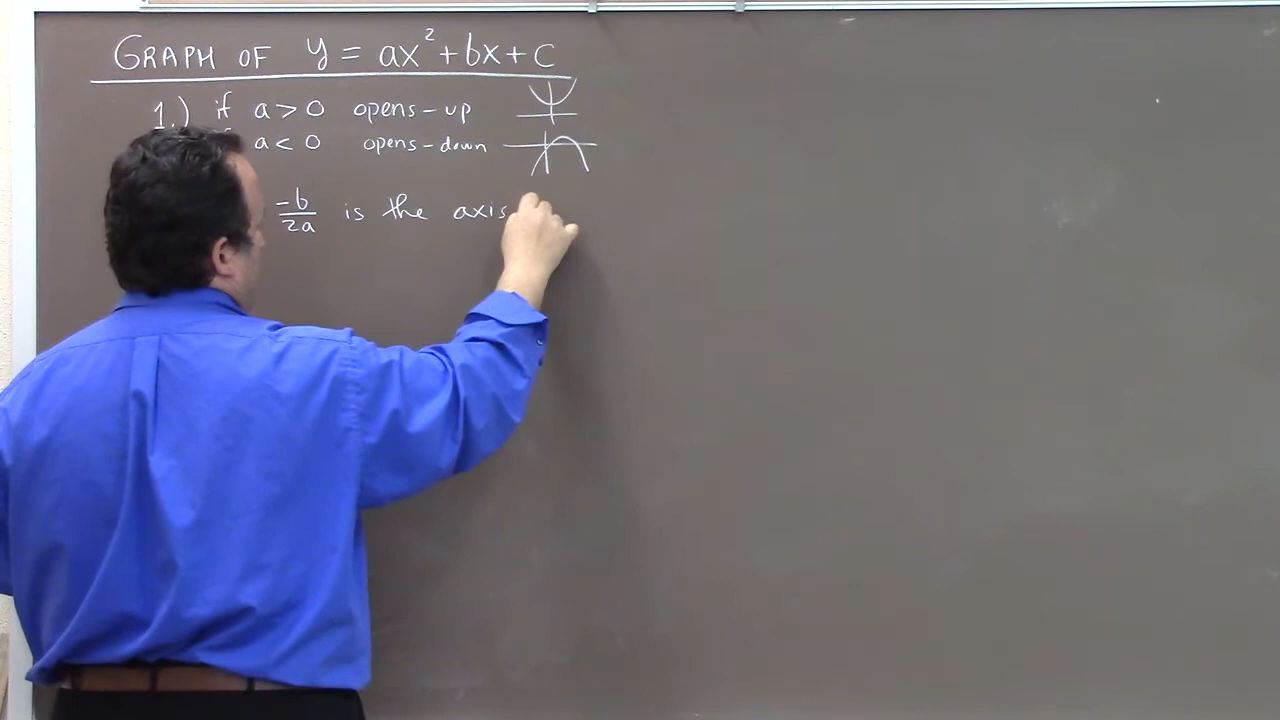 GRAPH OF y = ax² + bx + c
1.) if a > 0 opens-up
a < 0 opens-down
-b/2a is the axis